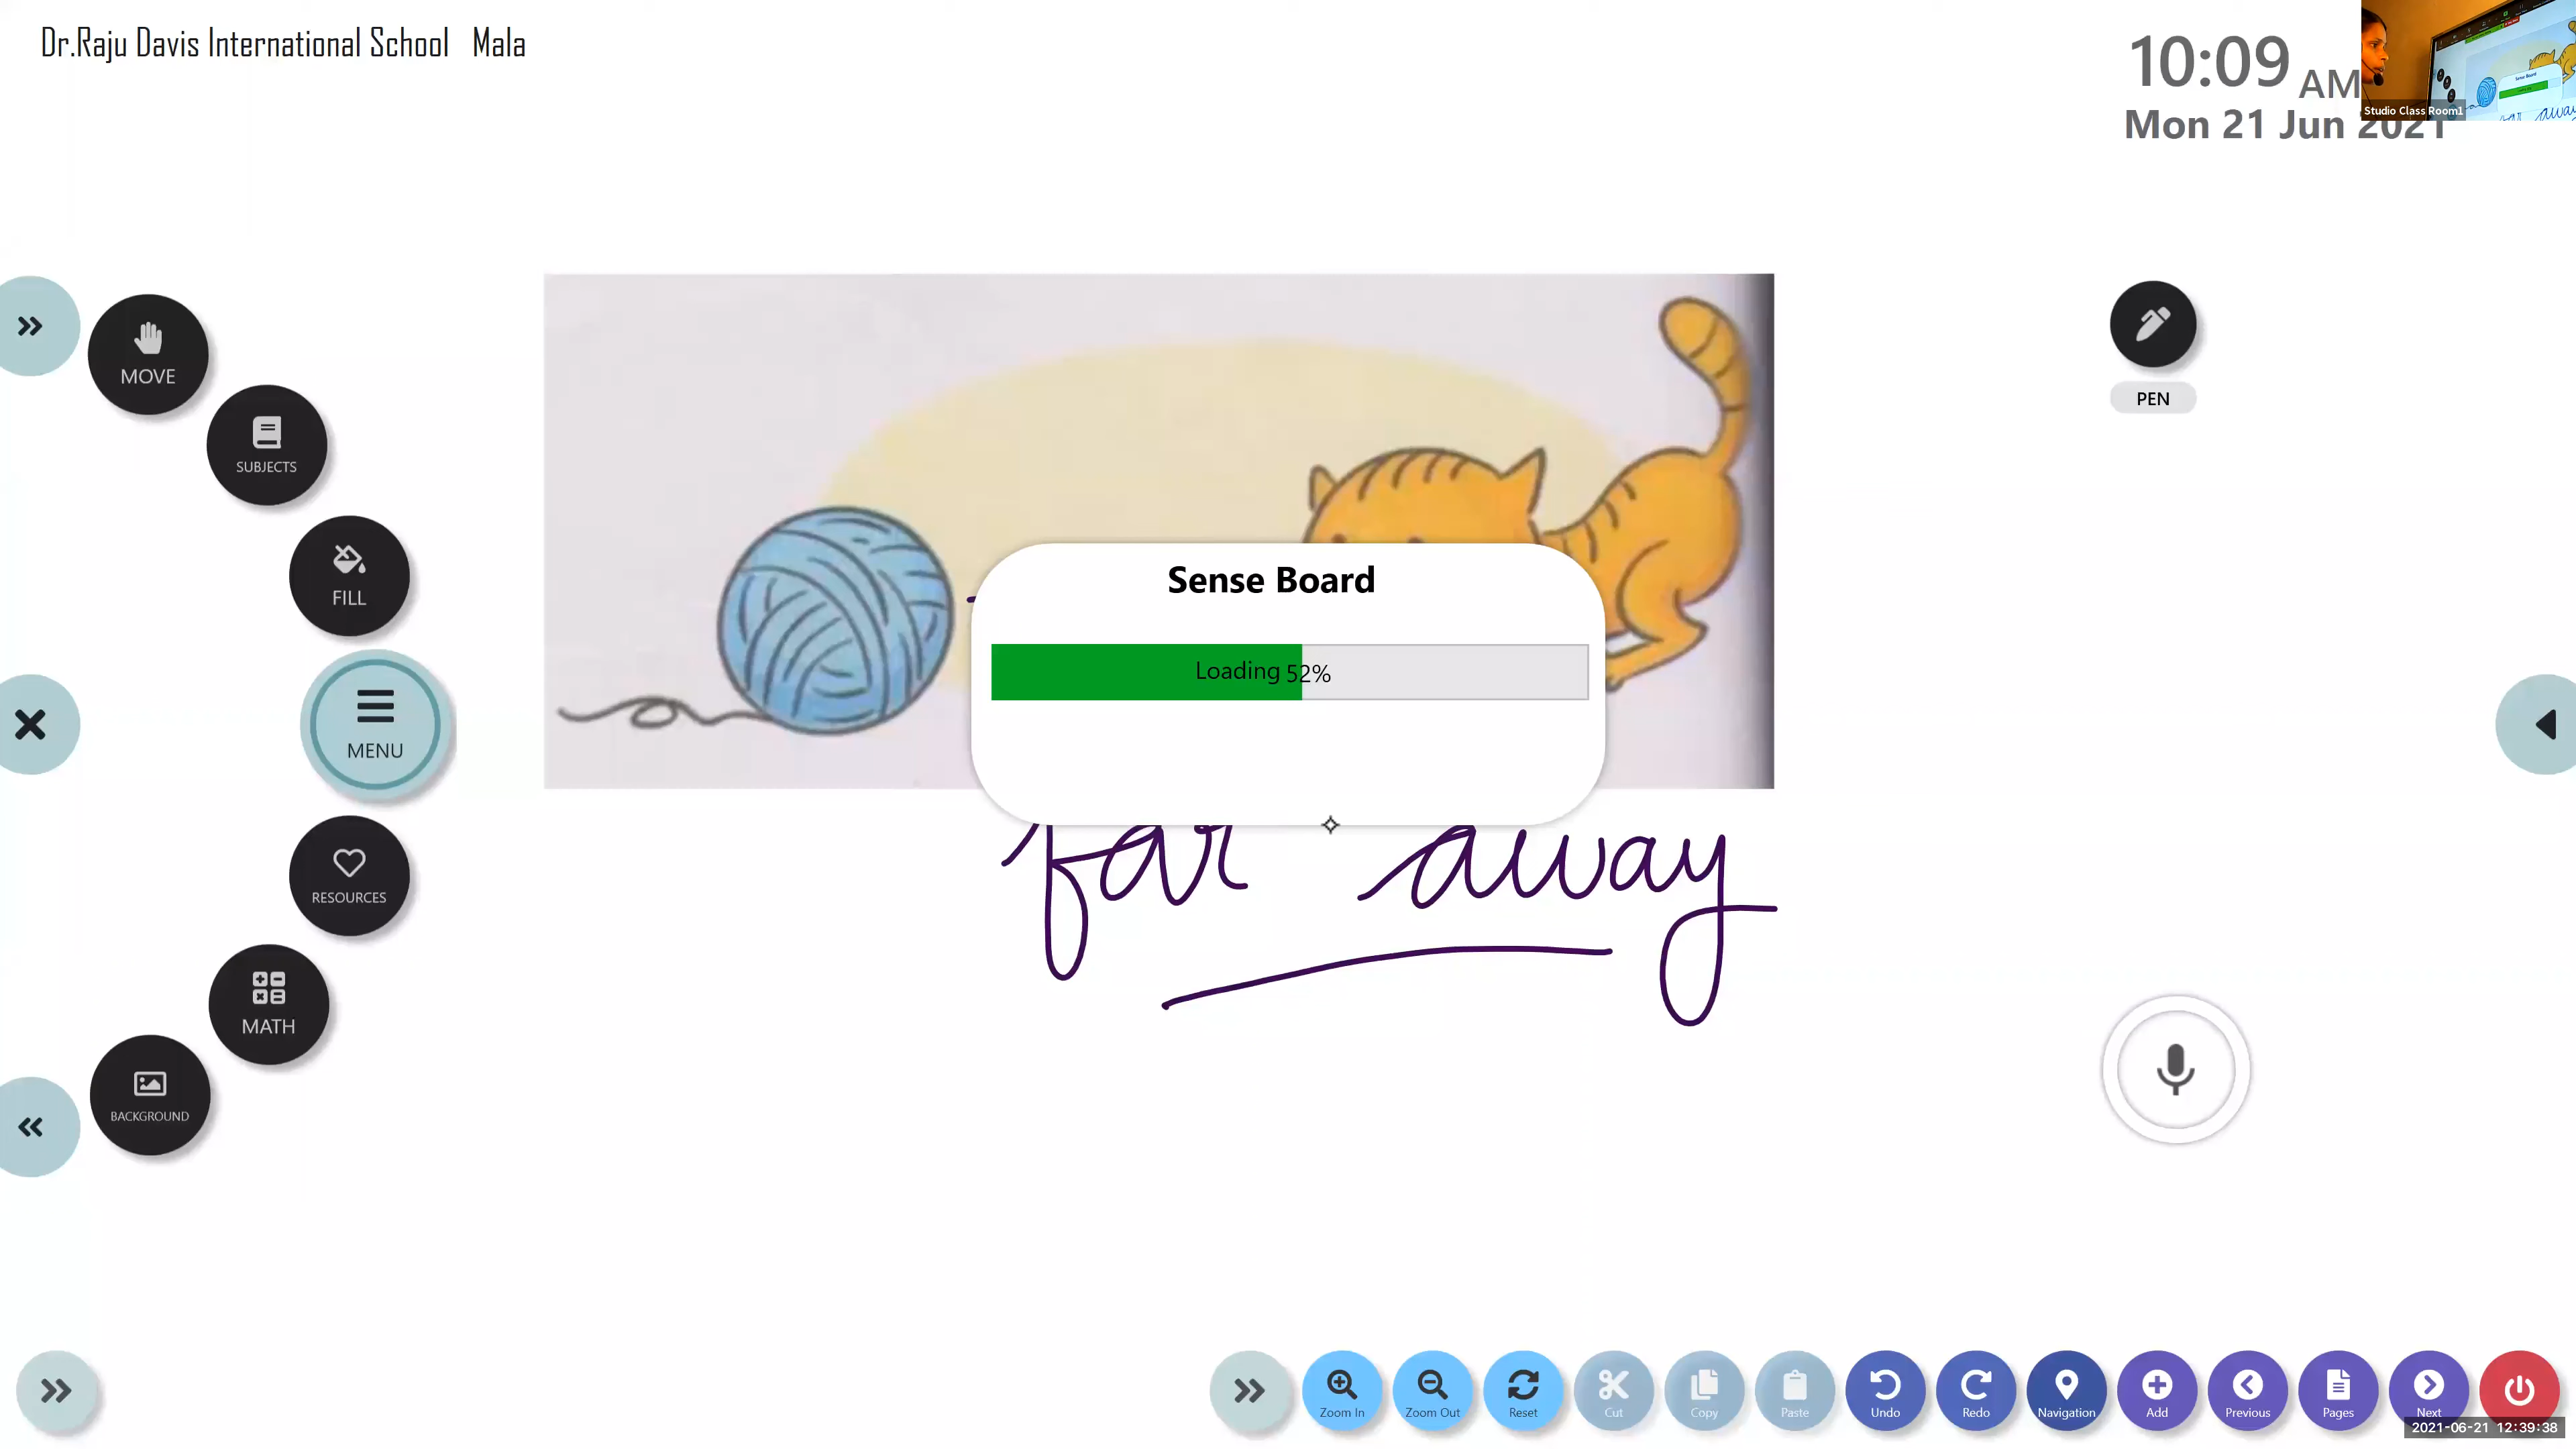 Dr.Raju Davis International School Mala
10:09 AM
Mon 21 Jun 2021
Studio Class Room1
Sense Board
MOVE
SUBJECTS
FILL
PEN
Sense Board
Loading 52%
MENU
far away
RESOURCES
MATH
BACKGROUND
Zoom In
Zoom Out
Reset
Cut
Copy
Paste
Undo
Redo
Navigation
Add
Previous
Pages
Next
2021-06-21 12:39:38